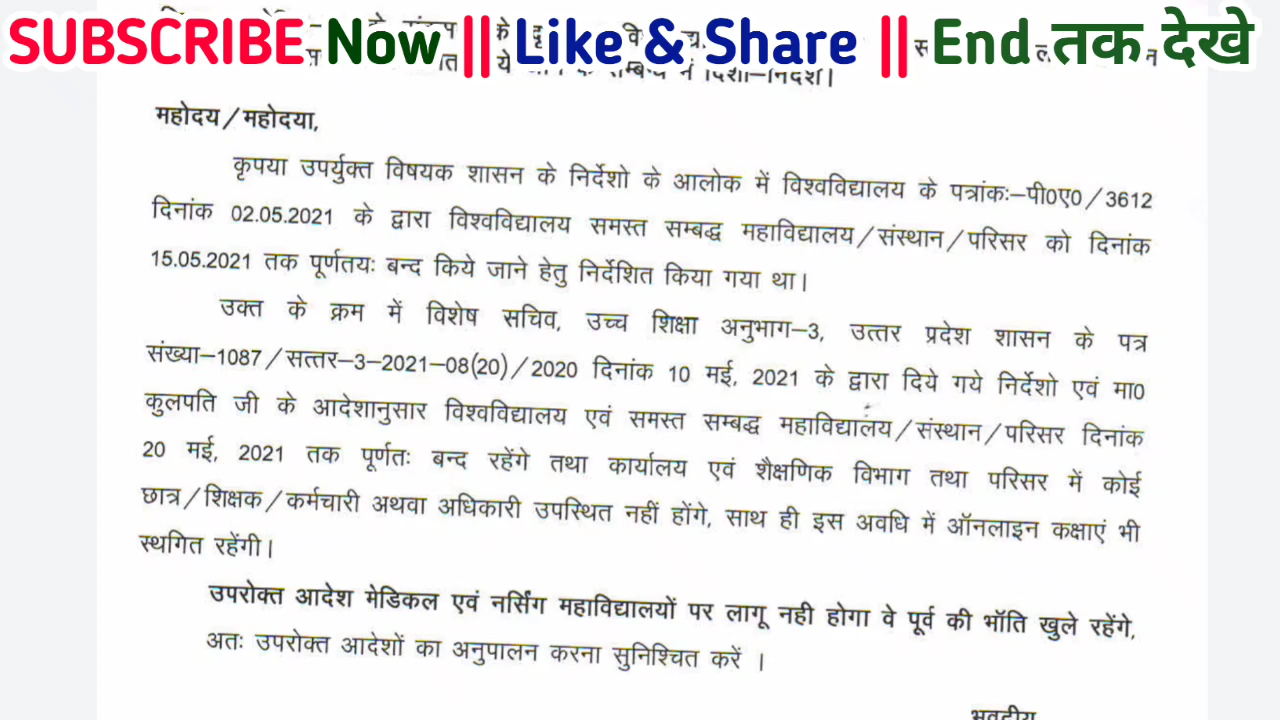 SUBSCRIBE Now || Like & Share || End तक देखे
दिशा-निर्देश।
महोदय/महोदया,
कृपया उपर्युक्त विषयक शासन के निर्देशो के आलोक में विश्वविद्यालय के पत्रांकः-पी0ए0/3612
दिनांक 02.05.2021 के द्वारा विश्वविद्यालय समस्त सम्बद्ध महाविद्यालय/संस्थान/परिसर को दिनांक
15.05.2021 तक पूर्णतयः बन्द किये जाने हेतु निर्देशित किया गया था।
उक्त के क्रम में विशेष सचिव, उच्च शिक्षा अनुभाग-3, उत्तर प्रदेश शासन के पत्र
संख्या-1087/सत्तर-3-2021-08(20)/2020 दिनांक 10 मई, 2021 के द्वारा दिये गये निर्देशो एवं मा0
कुलपति जी के आदेशानुसार विश्वविद्यालय एवं समस्त सम्बद्ध महाविद्यालय/संस्थान/परिसर दिनांक
20 मई, 2021 तक पूर्णतः बन्द रहेंगे तथा कार्यालय एवं शैक्षणिक विभाग तथा परिसर में कोई
छात्र/शिक्षक/कर्मचारी अथवा अधिकारी उपस्थित नहीं होंगे, साथ ही इस अवधि में ऑनलाइन कक्षाएं भी
स्थगित रहेंगी।
उपरोक्त आदेश मेडिकल एवं नर्सिंग महाविद्यालयों पर लागू नही होगा वे पूर्व की भॉति खुले रहेंगे,
अतः उपरोक्त आदेशों का अनुपालन करना सुनिश्चित करें ।
भवदीय